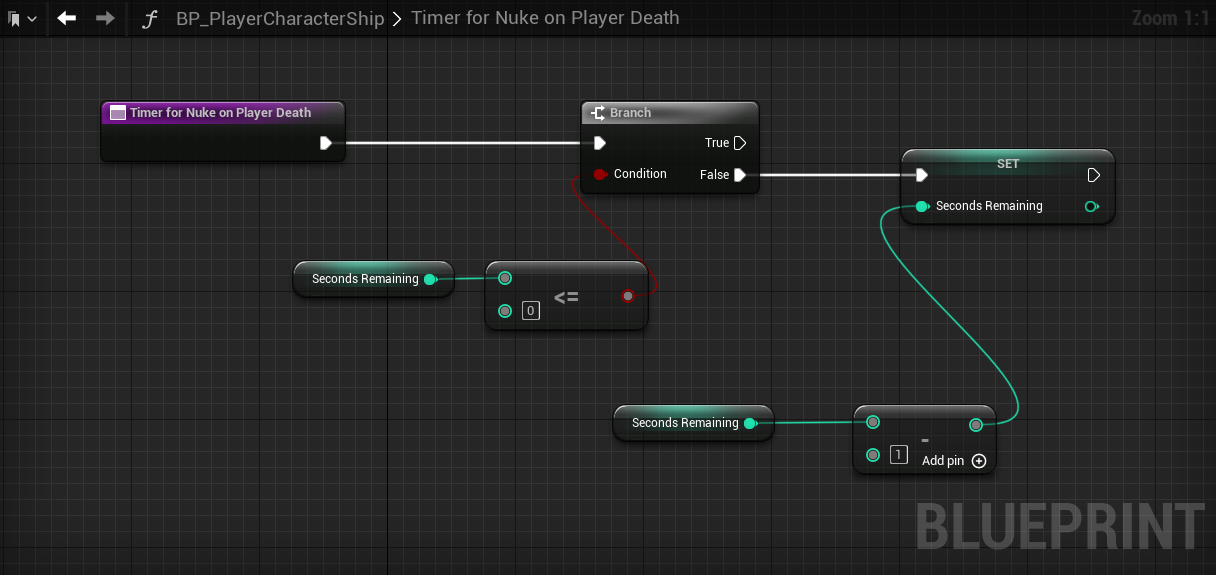 BP_PlayerCharacterShip > Timer for Nuke on Player Death
Zoom 1:1
Timer for Nuke on Player Death
Branch
True
Condition
False
SET
Seconds Remaining
Seconds Remaining
<=
0
Seconds Remaining
-
1
Add pin
BLUEPRINT